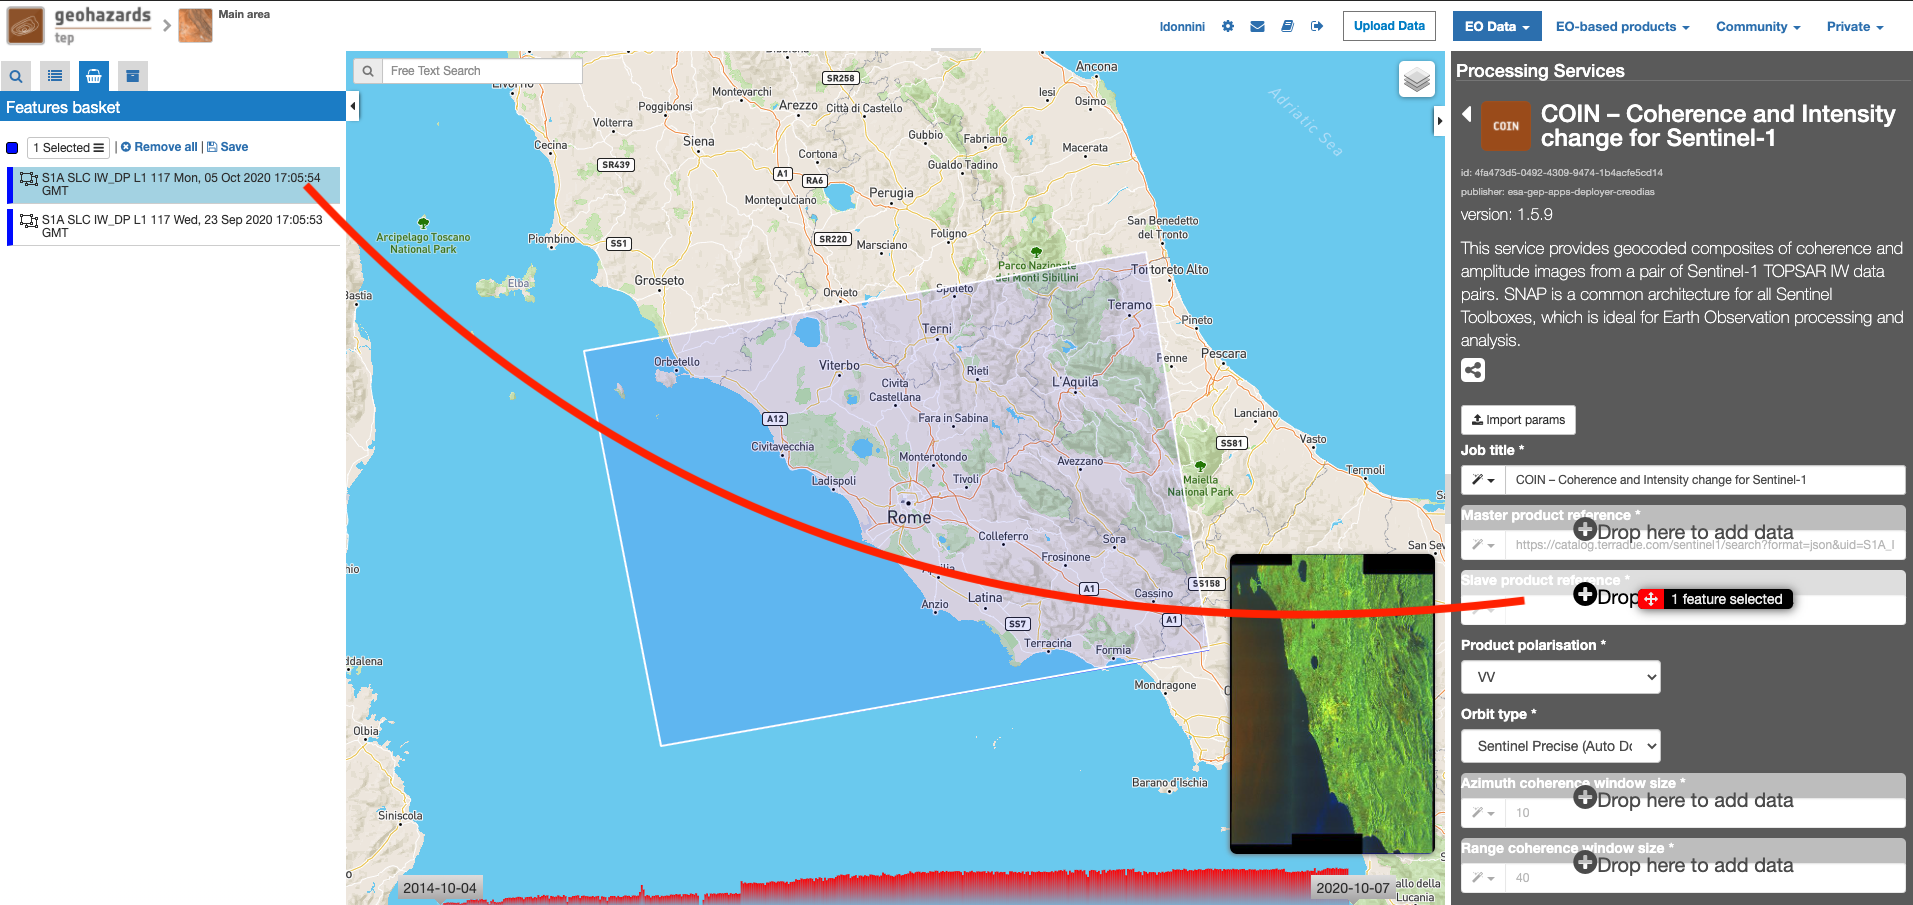 geohazards
tep
Main area
ldonnini
Upload Data
EO Data
EO-based products
Community
Private
Features basket
1 Selected
| Remove all | Save
S1A SLC IW_DP L1 117 Mon, 05 Oct 2020 17:05:54
GMT
S1A SLC IW_DP L1 117 Wed, 23 Sep 2020 17:05:53
GMT
Free Text Search
Livorno
SR258
Ancona
Montevarchi
Arezzo
Città di Castello
Iesi
Osimo
Poggibonsi
Volterra
Gubbio
Fabriano
Adriatic Sea
Cecina
Siena
Cortona
Gualdo Tadino
Macerata
SR439
A1
RA6
Perugia
Montepulciano
San Benedetto
del Tronto
Arcipelago Toscano
National Park
Piombino
SS1
SR220
Marsciano
Foligno
Parco Nazionale
dei Monti Sibillini
Tortoreto Alto
Elba
Grosseto
Orvieto
Spoleto
Bastia
Teramo
Terni
Pineto
Orbetello
Viterbo
Rieti
Penne
Pescara
Civita
Castellana
L'Aquila
A12
Fara in Sabina
Lanciano
Civitavecchia
SS81
Vasto
Monterotondo
Avezzano
Termoli
Ladispoli
Tivoli
Maiella
National Park
Rome
Colleferro
Sora
San Sev
Frosinone
Aprilia
A1
SS158
Latina
Cassino
Anzio
SS7
A1
Terracina
Formia
Mondragone
ddalena
Olbia
Barano d'Ischia
Siniscola
2014-10-04
2020-10-07
allo della
Lucania
Processing Services
COIN
COIN – Coherence and Intensity
change for Sentinel-1
id: 4fa473d5-0492-4309-9474-1b4acfe5cd14
publisher: esa-gep-apps-deployer-creodias
version: 1.5.9
This service provides geocoded composites of coherence and
amplitude images from a pair of Sentinel-1 TOPSAR IW data
pairs. SNAP is a common architecture for all Sentinel
Toolboxes, which is ideal for Earth Observation processing and
analysis.
Import params
Job title *
COIN – Coherence and Intensity change for Sentinel-1
Master product reference *
Drop here to add data
https://catalog.terradue.com/sentinel1/search?format=json&uid=S1A_I
Slave product reference *
Drop
1 feature selected
Product polarisation *
VV
Orbit type *
Sentinel Precise (Auto Do
Azimuth coherence window size *
Drop here to add data
10
Range coherence window size *
Drop here to add data
40